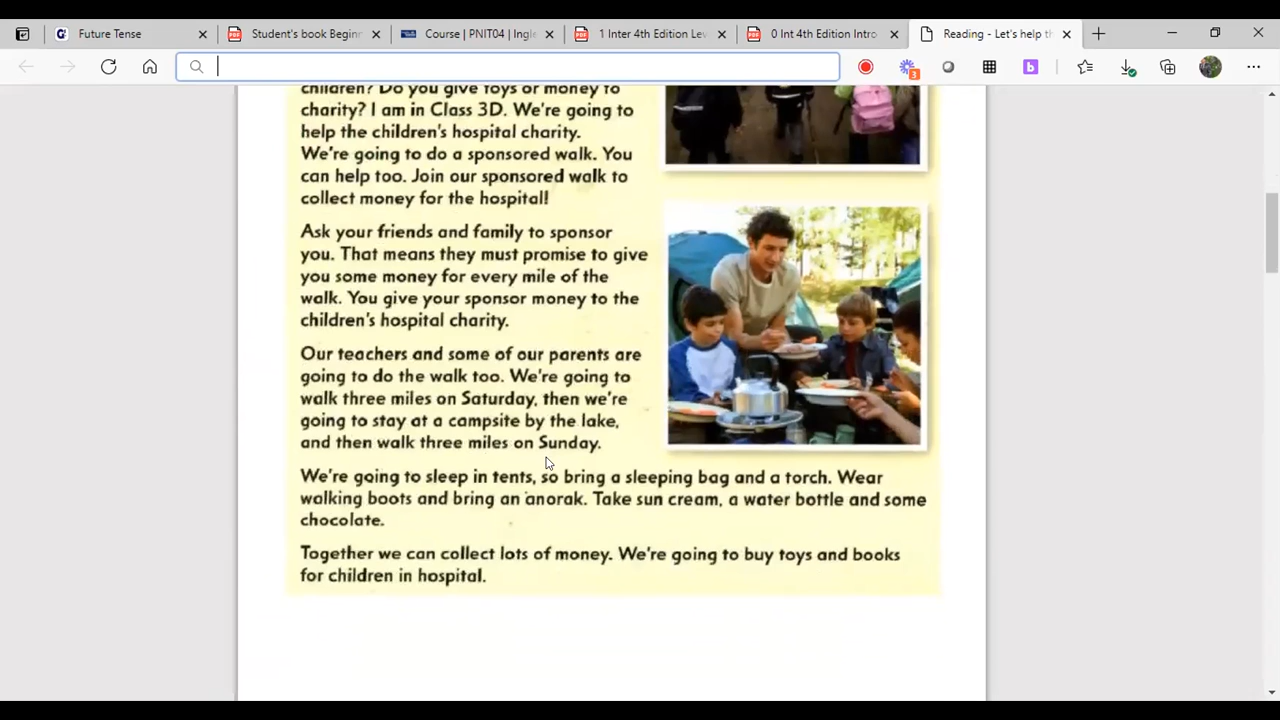 Future Tense
Student's book Beginn
Course | PNIT04 | Ingle
1 Inter 4th Edition Lev
0 Int 4th Edition Intro
Reading - Let's help th
3
children? Do you give toys or money to
charity? I am in Class 3D. We're going to
help the children's hospital charity.
We're going to do a sponsored walk. You
can help too. Join our sponsored walk to
collect money for the hospital!
Ask your friends and family to sponsor
you. That means they must promise to give
you some money for every mile of the
walk. You give your sponsor money to the
children's hospital charity.
Our teachers and some of our parents are
going to do the walk too. We're going to
walk three miles on Saturday, then we're
going to stay at a campsite by the lake,
and then walk three miles on Sunday.
We're going to sleep in tents, so bring a sleeping bag and a torch. Wear
walking boots and bring an anorak. Take sun cream, a water bottle and some
chocolate.
Together we can collect lots of money. We're going to buy toys and books
for children in hospital.